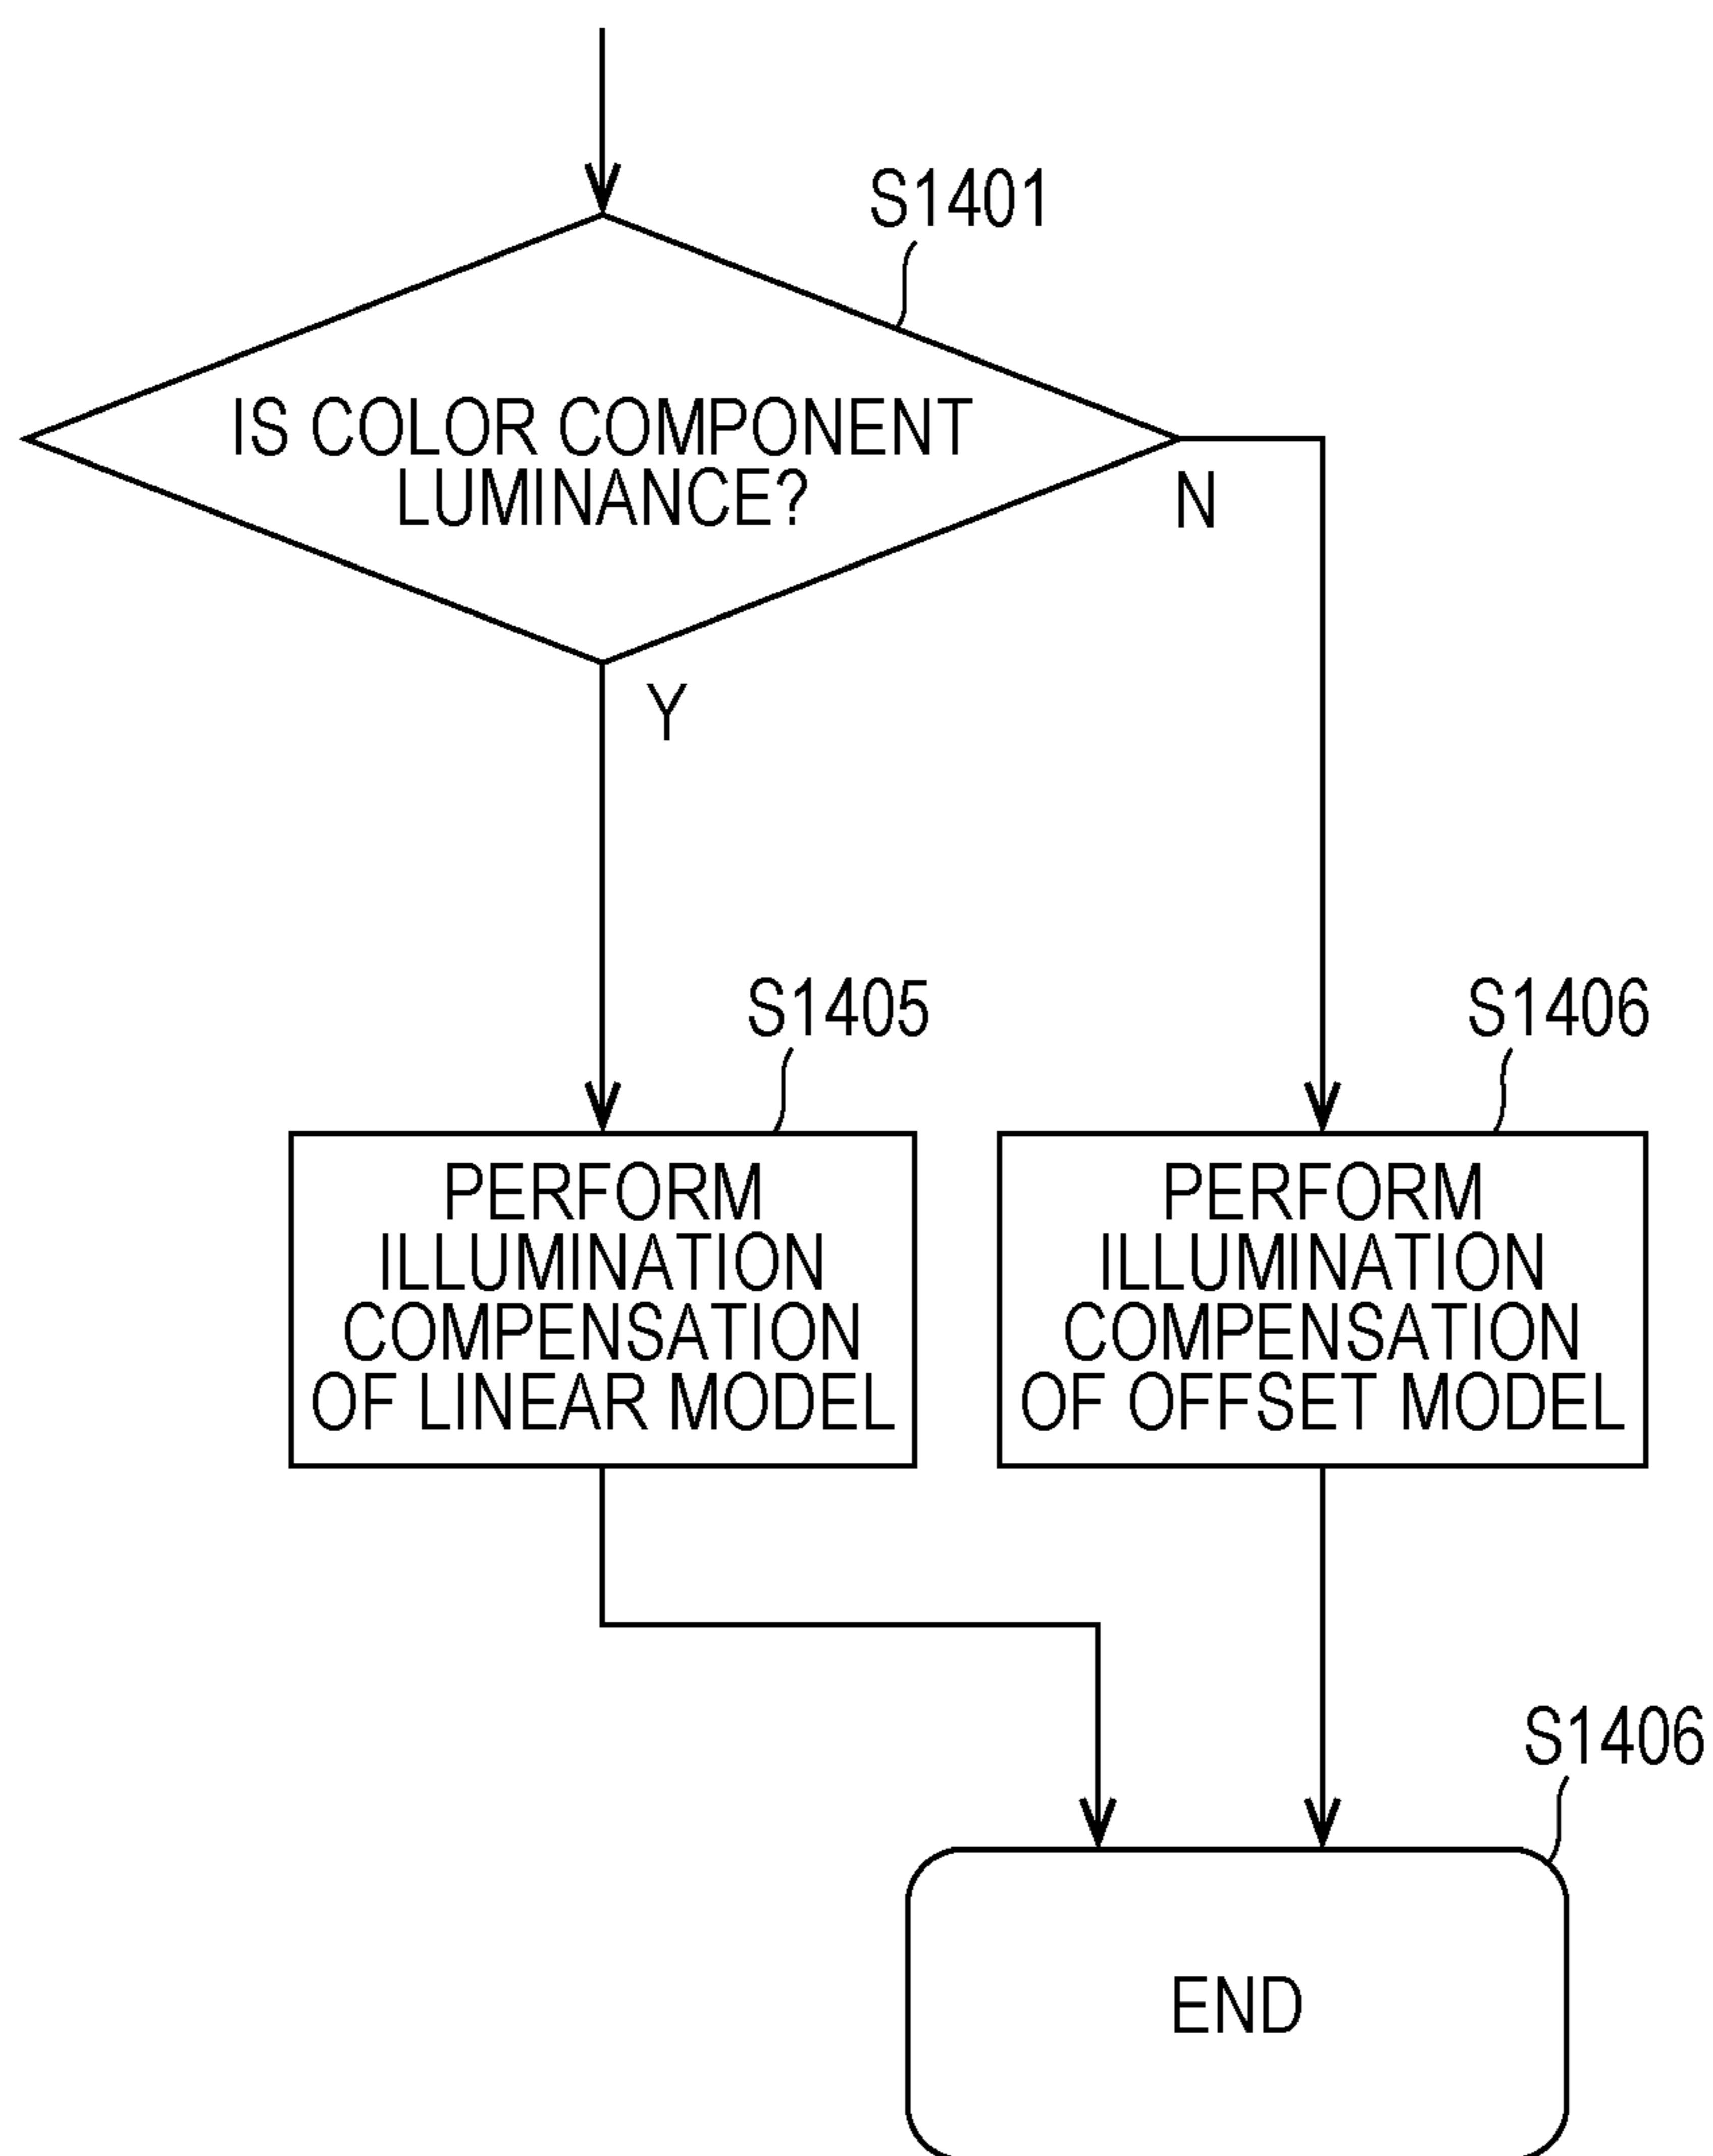 S1401
IS COLOR COMPONENT
LUMINANCE?
N
Y
S1405
S1406
PERFORM
ILLUMINATION
COMPENSATION
OF LINEAR MODEL
PERFORM
ILLUMINATION
COMPENSATION
OF OFFSET MODEL
S1406
END